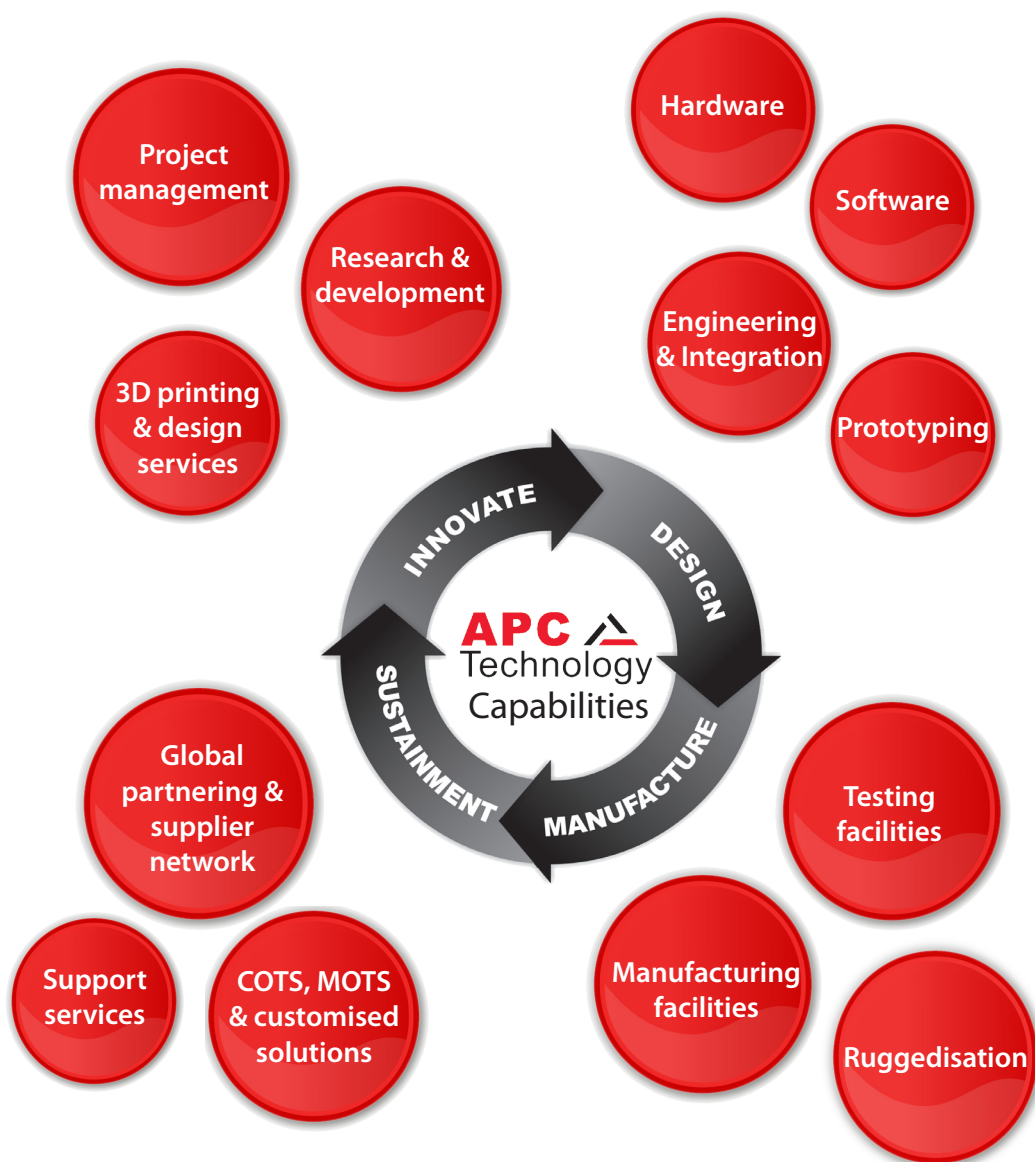 Project
management
Research &
development
3D printing
& design
services
Hardware
Software
Engineering
& Integration
Prototyping
INNOVATE
DESIGN
MANUFACTURE
SUSTAINMENT
APC
Technology
Capabilities
Global
partnering &
supplier
network
Support
services
COTS, MOTS
& customised
solutions
Testing
facilities
Manufacturing
facilities
Ruggedisation